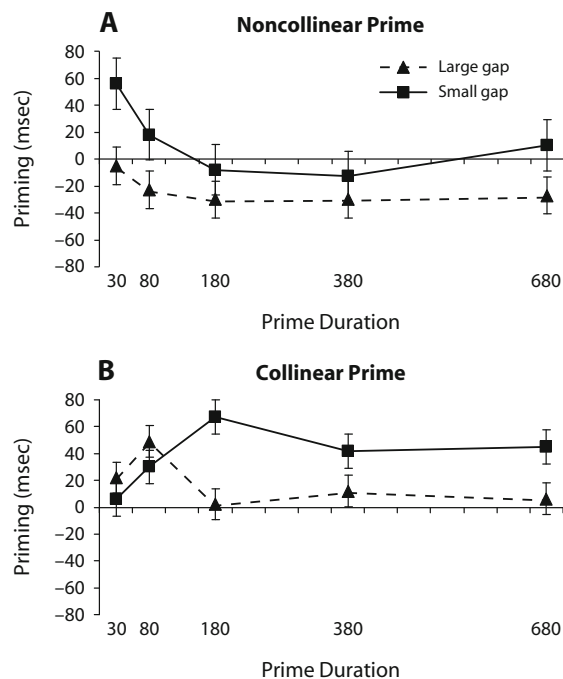 A Noncollinear Prime
80
60
40
20
0
–20
–40
–60
–80
Priming (msec)
Large gap
Small gap
30 80 180 380 680
Prime Duration
B Collinear Prime
80
60
40
20
0
–20
–40
–60
–80
Priming (msec)
30 80 180 380 680
Prime Duration